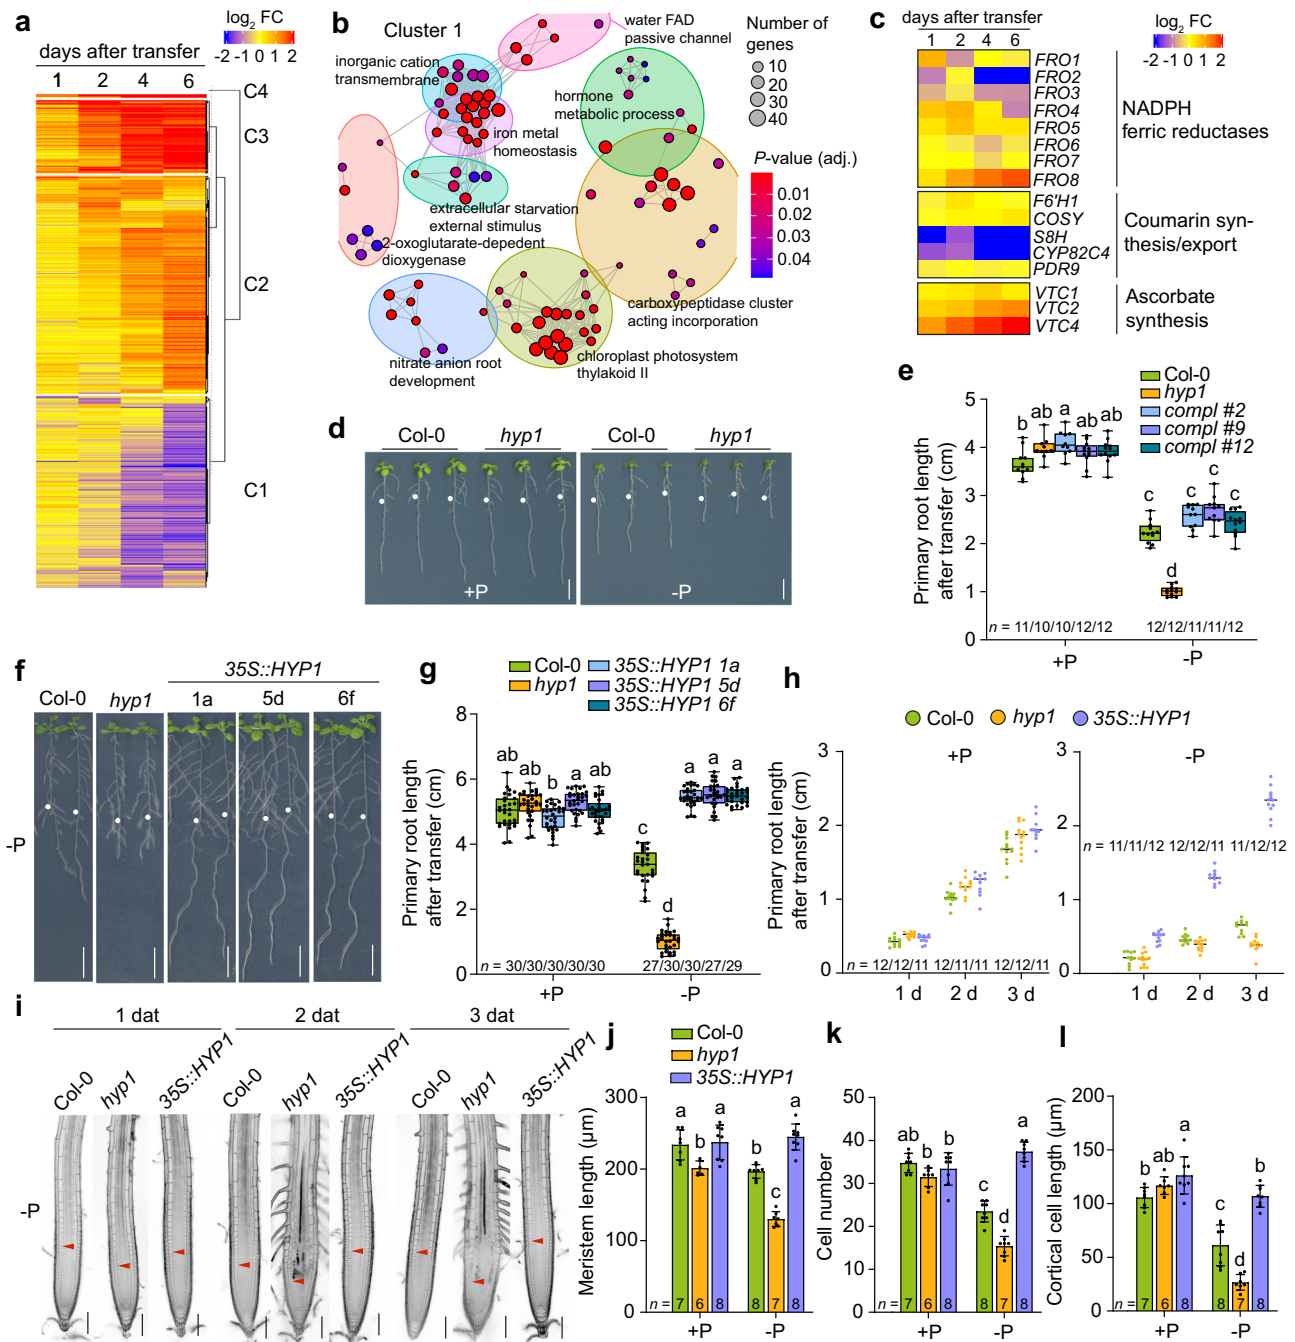 a
log2 FC
-2 -1 0 1 2
days after transfer
1 2 4 6
C4
C3
C2
C1
b
Cluster 1
water FAD
passive channel
inorganic cation
transmembrane
hormone
metabolic process
iron metal
homeostasis
extracellular starvation
external stimulus
2-oxoglutarate-depedent
dioxygenase
carboxypeptidase cluster
acting incorporation
nitrate anion root
development
chloroplast photosystem
thylakoid II
Number of
genes
10
20
30
40
P-value (adj.)
0.01
0.02
0.03
0.04
c
days after transfer
1 2 4 6
log2 FC
-2 -1 0 1 2
FRO1
FRO2
FRO3
FRO4
FRO5
FRO6
FRO7
FRO8
NADPH
ferric reductases
F6'H1
COSY
S8H
CYP82C4
PDR9
Coumarin syn-
thesis/export
VTC1
VTC2
VTC4
Ascorbate
synthesis
d
Col-0 hyp1 Col-0 hyp1
+P -P
e
Col-0
hyp1
compl #2
compl #9
compl #12
Primary root length
after transfer (cm)
5
4
3
2
1
0
b ab a ab ab
c d c c c
n = 11/10/10/12/12 12/12/11/11/12
+P -P
f
35S::HYP1
Col-0 hyp1 1a 5d 6f
-P
g
Col-0
hyp1
35S::HYP1 1a
35S::HYP1 5d
35S::HYP1 6f
Primary root length
after transfer (cm)
8
6
4
2
0
ab ab b a ab
c d a a a
n = 30/30/30/30/30 27/30/30/27/29
+P -P
h
Col-0 hyp1 35S::HYP1
+P -P
Primary root length
after transfer (cm)
3
2
1
0
n = 12/12/11 12/11/11 12/12/11
1 d 2 d 3 d
3
2
1
0
n = 11/11/12 12/12/11 11/12/12
1 d 2 d 3 d
i
1 dat 2 dat 3 dat
Col-0 hyp1 35S::HYP1 Col-0 hyp1 35S::HYP1 Col-0 hyp1 35S::HYP1
-P
j
Col-0
hyp1
35S::HYP1
Meristem length (µm)
300
200
100
0
a b a b c a
n = 7 6 8 8 7 8
+P -P
k
Cell number
50
40
30
20
10
0
ab b b c d a
n = 7 6 8 8 7 8
+P -P
l
Cortical cell length (µm)
200
150
100
50
0
b ab a c d b
n = 7 6 8 8 7 8
+P -P